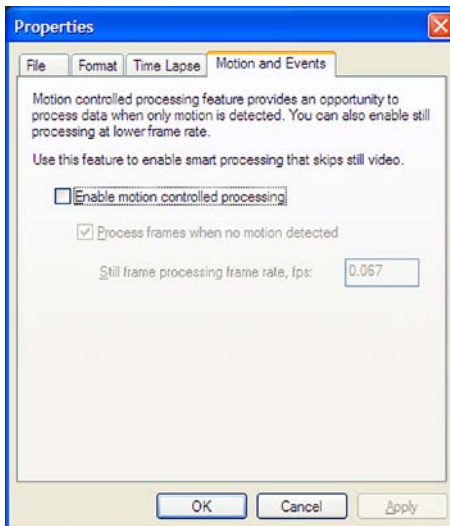 Properties
File Format Time Lapse Motion and Events
Motion controlled processing feature provides an opportunity to
process data when only motion is detected. You can also enable still
processing at lower frame rate.
Use this feature to enable smart processing that skips still video.
Enable motion controlled processing
Process frames when no motion detected
Still frame processing frame rate, fps: 0.067
OK Cancel Apply